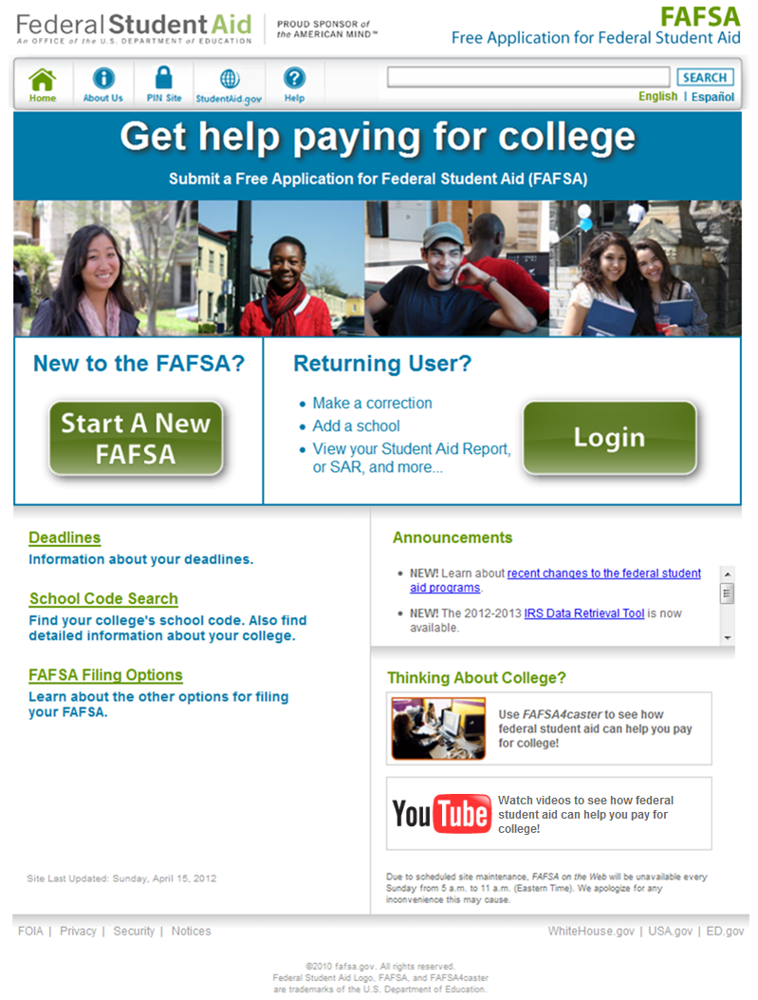 Federal Student Aid
An OFFICE of the U.S. DEPARTMENT of EDUCATION
PROUD SPONSOR of
the AMERICAN MIND™
FAFSA
Free Application for Federal Student Aid
Home
About Us
PIN Site
StudentAid.gov
Help
SEARCH
English | Español
Get help paying for college
Submit a Free Application for Federal Student Aid (FAFSA)
New to the FAFSA?
Start A New
FAFSA
Returning User?
• Make a correction
• Add a school
• View your Student Aid Report,
or SAR, and more...
Login
Deadlines
Information about your deadlines.
School Code Search
Find your college's school code. Also find
detailed information about your college.
FAFSA Filing Options
Learn about the other options for filing
your FAFSA.
Announcements
• NEW! Learn about recent changes to the federal student
aid programs.
• NEW! The 2012-2013 IRS Data Retrieval Tool is now
available.
Thinking About College?
Use FAFSA4caster to see how
federal student aid can help you pay
for college!
YouTube
Watch videos to see how federal
student aid can help you pay for
college!
Site Last Updated: Sunday, April 15, 2012
Due to scheduled site maintenance, FAFSA on the Web will be unavailable every
Sunday from 5 a.m. to 11 a.m. (Eastern Time). We apologize for any
inconvenience this may cause.
FOIA | Privacy | Security | Notices
WhiteHouse.gov | USA.gov | ED.gov
©2010 fafsa.gov. All rights reserved.
Federal Student Aid Logo, FAFSA, and FAFSA4caster
are trademarks of the U.S. Department of Education.